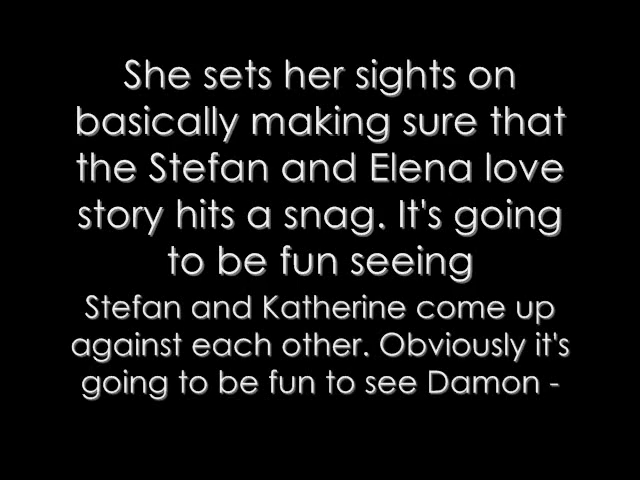 She sets her sights on
basically making sure that
the Stefan and Elena love
story hits a snag. It's going
to be fun seeing
Stefan and Katherine come up
against each other. Obviously it's
going to be fun to see Damon -